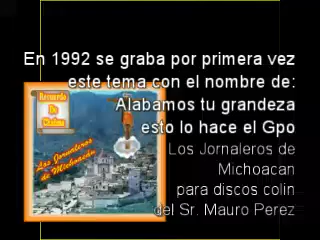 En 1992 se graba por primera vez
este tema con el nombre de:
Alabamos tu grandeza
esto lo hace el Gpo
Los Jornaleros de
Michoacan
para discos colin
del Sr. Mauro Perez
Recuerdo
De
Los Jornaleros
de Michoacán